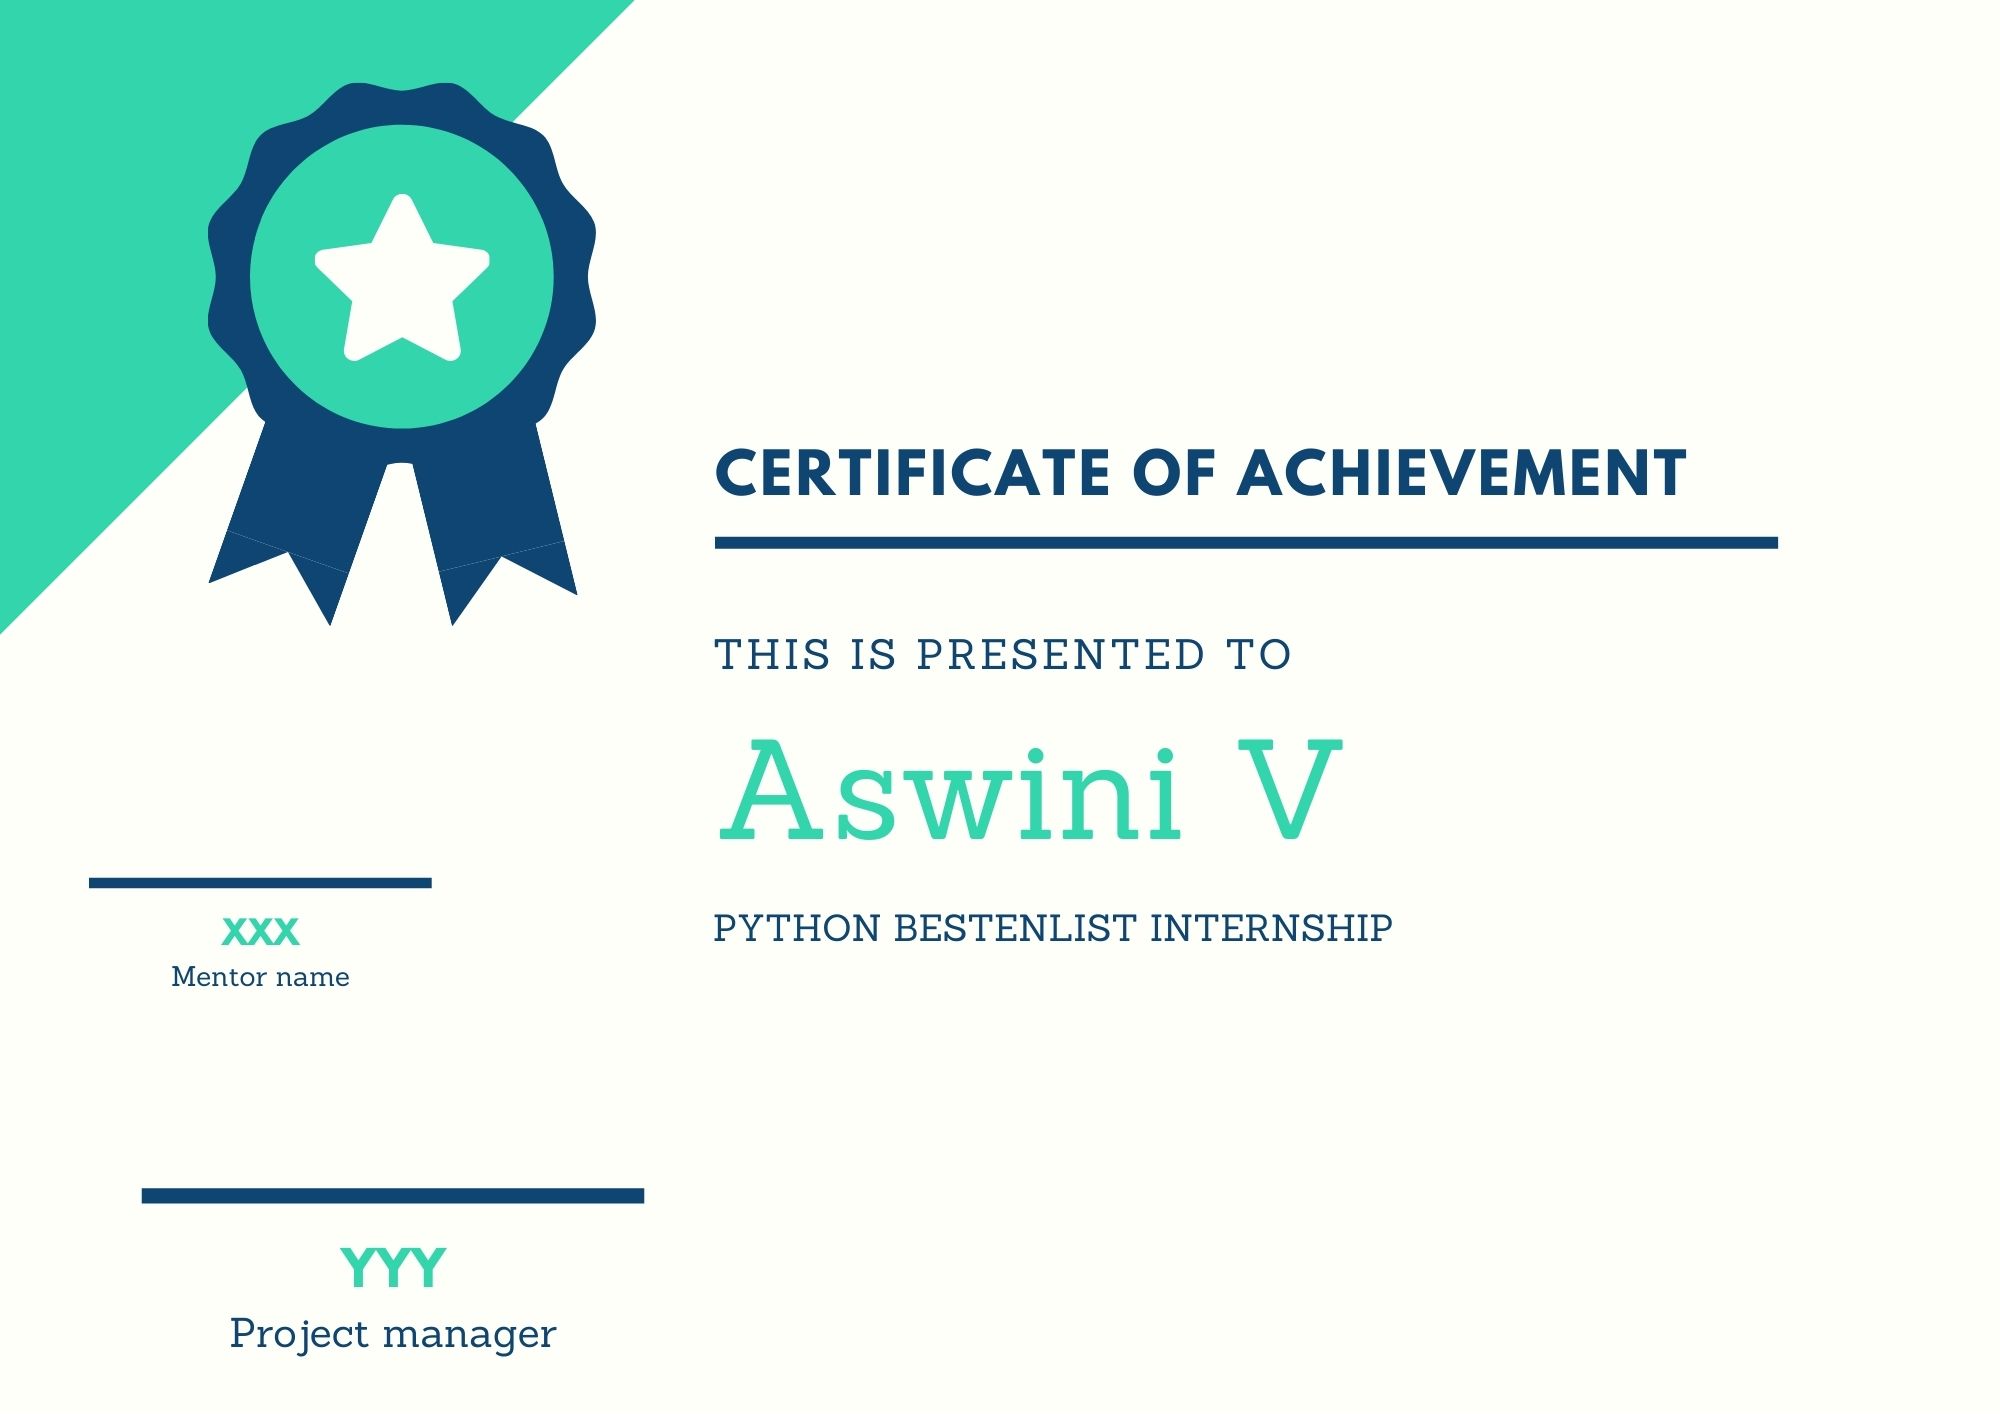 CERTIFICATE OF ACHIEVEMENT
THIS IS PRESENTED TO
Aswini V
PYTHON BESTENLIST INTERNSHIP
XXX
Mentor name
YYY
Project manager